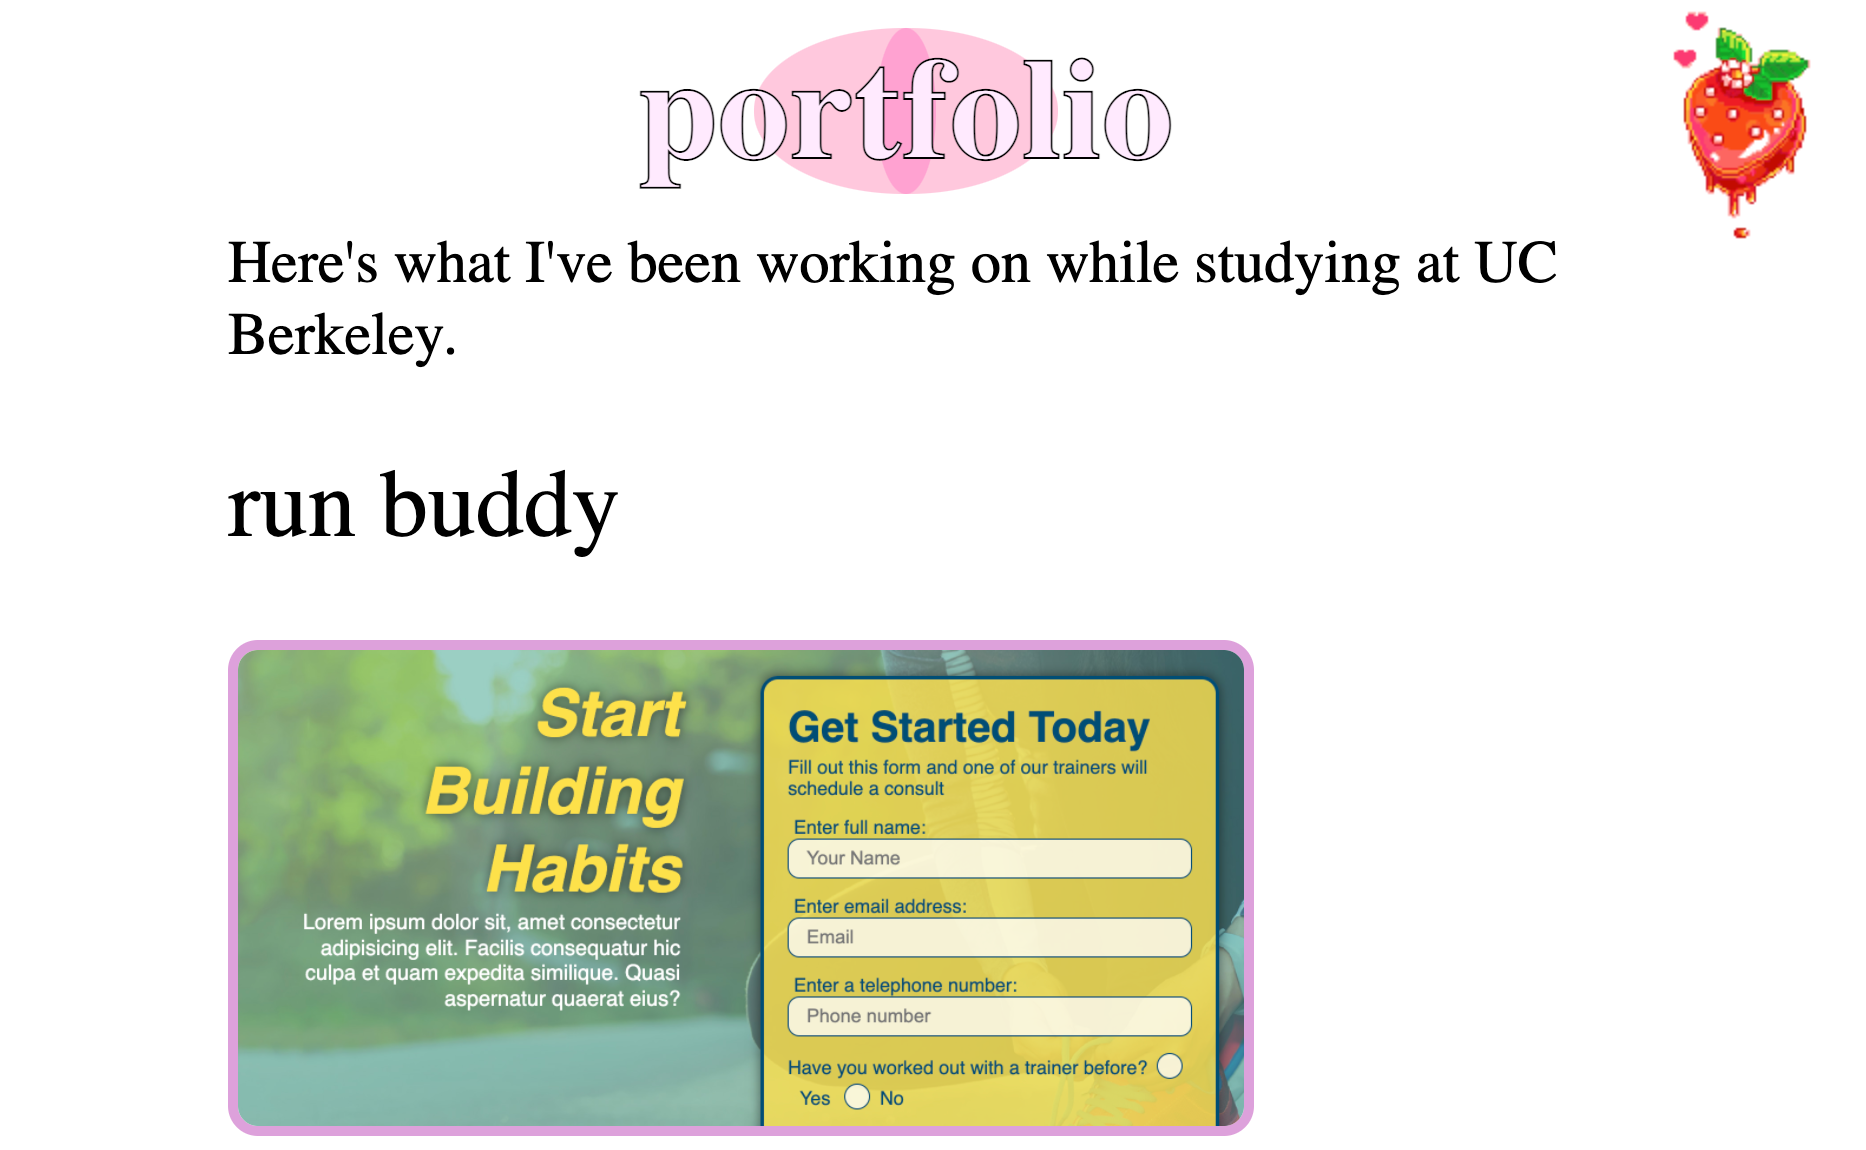 portfolio
Here's what I've been working on while studying at UC
Berkeley.
run buddy
Start
Building
Habits
Lorem ipsum dolor sit, amet consectetur
adipisicing elit. Facilis consequatur hic
culpa et quam expedita similique. Quasi
aspernatur quaerat eius?
Get Started Today
Fill out this form and one of our trainers will
schedule a consult
Enter full name:
Your Name
Enter email address:
Email
Enter a telephone number:
Phone number
Have you worked out with a trainer before?
Yes No